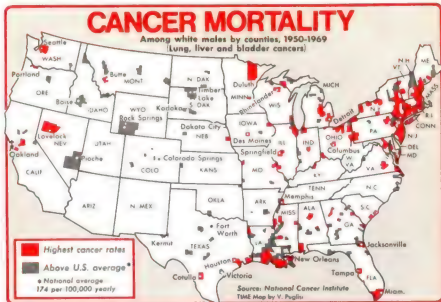 CANCER MORTALITY
Among white males by counties, 1950-1969
(Lung, liver and bladder cancers)
Seattle
WASH.
Portland
ORE
Butte
MONT.
Boise
IDAHO
N. DAK
Timber
Lake
S. DAK
Kadoka
WYO
Rock Springs
Duluth
MINN
Rhinelander
WIS
MICH
Detroit
N.H.
VT.
ME.
MASS
R.I.
CONN.
N.J.
DEL
MD
PA
Dakota City
NEB
IOWA
Des Moines
Springfield
ILL
IND
OHIO
Columbus
W.
VA
VA
Lovelock
NEV
UTAH
Oakland
CALIF
Pioche
Colorado Springs
COLO
KANS
MO
KY
TENN
N.C.
Memphis
ARIZ
N. MEX
OKLA
ARK
MISS
ALA
GA
S.C.
Fort
Worth
TEXAS
Kermit
LA
New Orleans
Jacksonville
Tampa
FLA
Miami
Cotulla
Victoria
Highest cancer rates
Above U.S. average*
National average
174 per 100,000 yearly
Source: National Cancer Institute
TIME Map by V. Puglisi